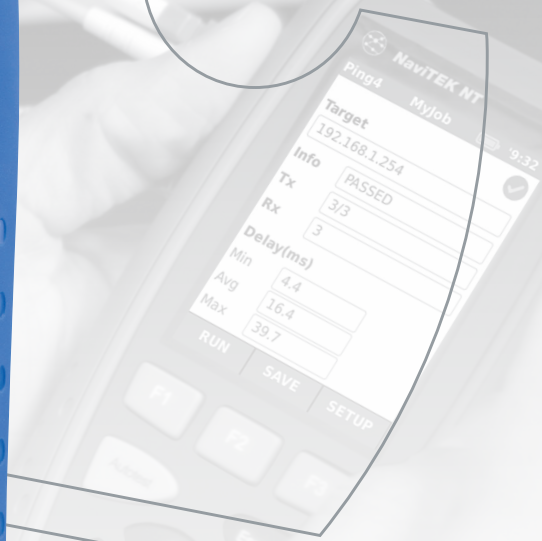 NaviTEK NT
Ping4 MyJob
9:32
Target
192.168.1.254
Info PASSED
Tx 3/3
Rx 3
Delay(ms)
Min 4.4
Avg 16.4
Max 39.7
RUN SAVE SETUP
F1 F2 F3
Autotest